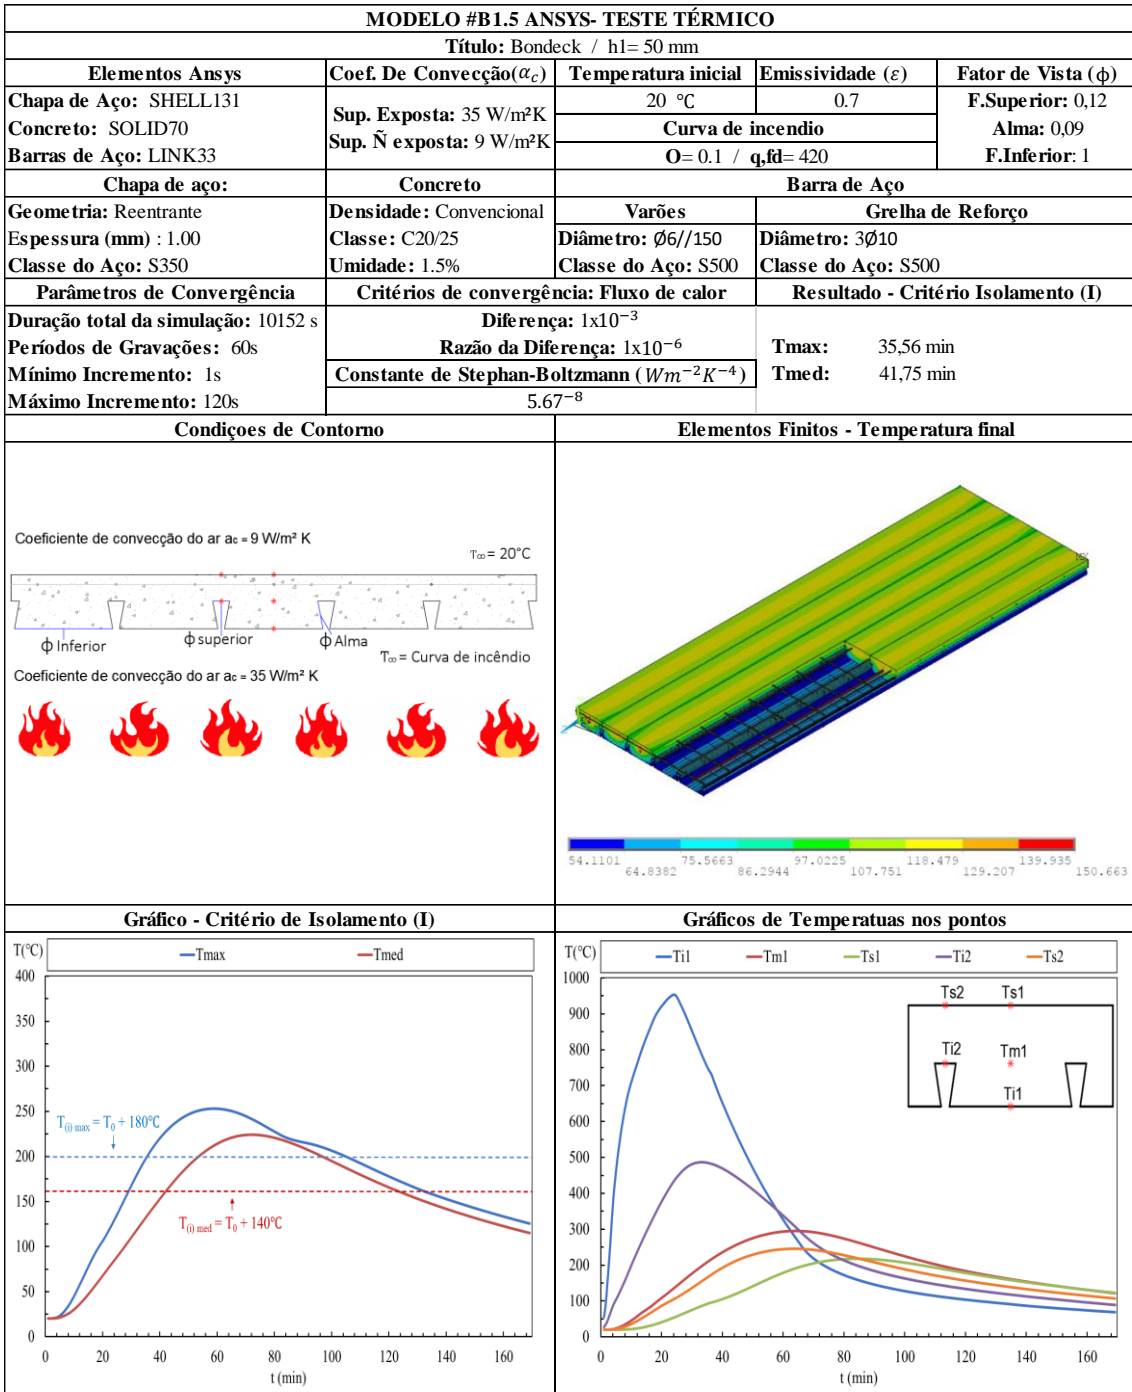 MODELO #B1.5 ANSYS- TESTE TÉRMICO
Título: Bondeck / h1= 50 mm
Elementos Ansys
Coef. De Convecção(α_c)
Temperatura inicial
Emissividade (ε)
Fator de Vista (ϕ)
Chapa de Aço: SHELL131
Concreto: SOLID70
Barras de Aço: LINK33
Sup. Exposta: 35 W/m²K
Sup. Ñ exposta: 9 W/m²K
20 °C
0.7
Curva de incendio
O= 0.1 / q,fd= 420
F.Superior: 0,12
Alma: 0,09
F.Inferior: 1
Chapa de aço:
Concreto
Barra de Aço
Geometria: Reentrante
Espessura (mm) : 1.00
Classe do Aço: S350
Densidade: Convencional
Classe: C20/25
Umidade: 1.5%
Varões
Diâmetro: Ø6//150
Classe do Aço: S500
Grelha de Reforço
Diâmetro: 3Ø10
Classe do Aço: S500
Parâmetros de Convergência
Critérios de convergência: Fluxo de calor
Resultado - Critério Isolamento (I)
Duração total da simulação: 10152 s
Períodos de Gravações: 60s
Mínimo Incremento: 1s
Máximo Incremento: 120s
Diferença: 1x10⁻³
Razão da Diferença: 1x10⁻⁶
Constante de Stephan-Boltzmann (Wm⁻²K⁻⁴)
5.67⁻⁸
Tmax: 35,56 min
Tmed: 41,75 min
Condiçoes de Contorno
Elementos Finitos - Temperatura final
Coeficiente de convecção do ar ac = 9 W/m² K
T∞ = 20°C
ϕ Inferior
ϕ superior
ϕ Alma
T∞ = Curva de incêndio
Coeficiente de convecção do ar ac = 35 W/m² K
MX
Z
54.1101 75.5663 97.0225 118.479 139.935
64.8382 86.2944 107.751 129.207 150.663
Gráfico - Critério de Isolamento (I)
Gráficos de Temperatuas nos pontos
T(°C)
Tmax Tmed
400
350
300
250
200
150
100
50
0
T(i) max = T0 + 180°C
T(i) med = T0 + 140°C
0 20 40 60 80 100 120 140 160
t (min)
T(°C)
Ti1 Tm1 Ts1 Ti2 Ts2
1000
900
800
700
600
500
400
300
200
100
0
Ts2 Ts1
Ti2 Tm1
Ti1
0 20 40 60 80 100 120 140 160
t (min)